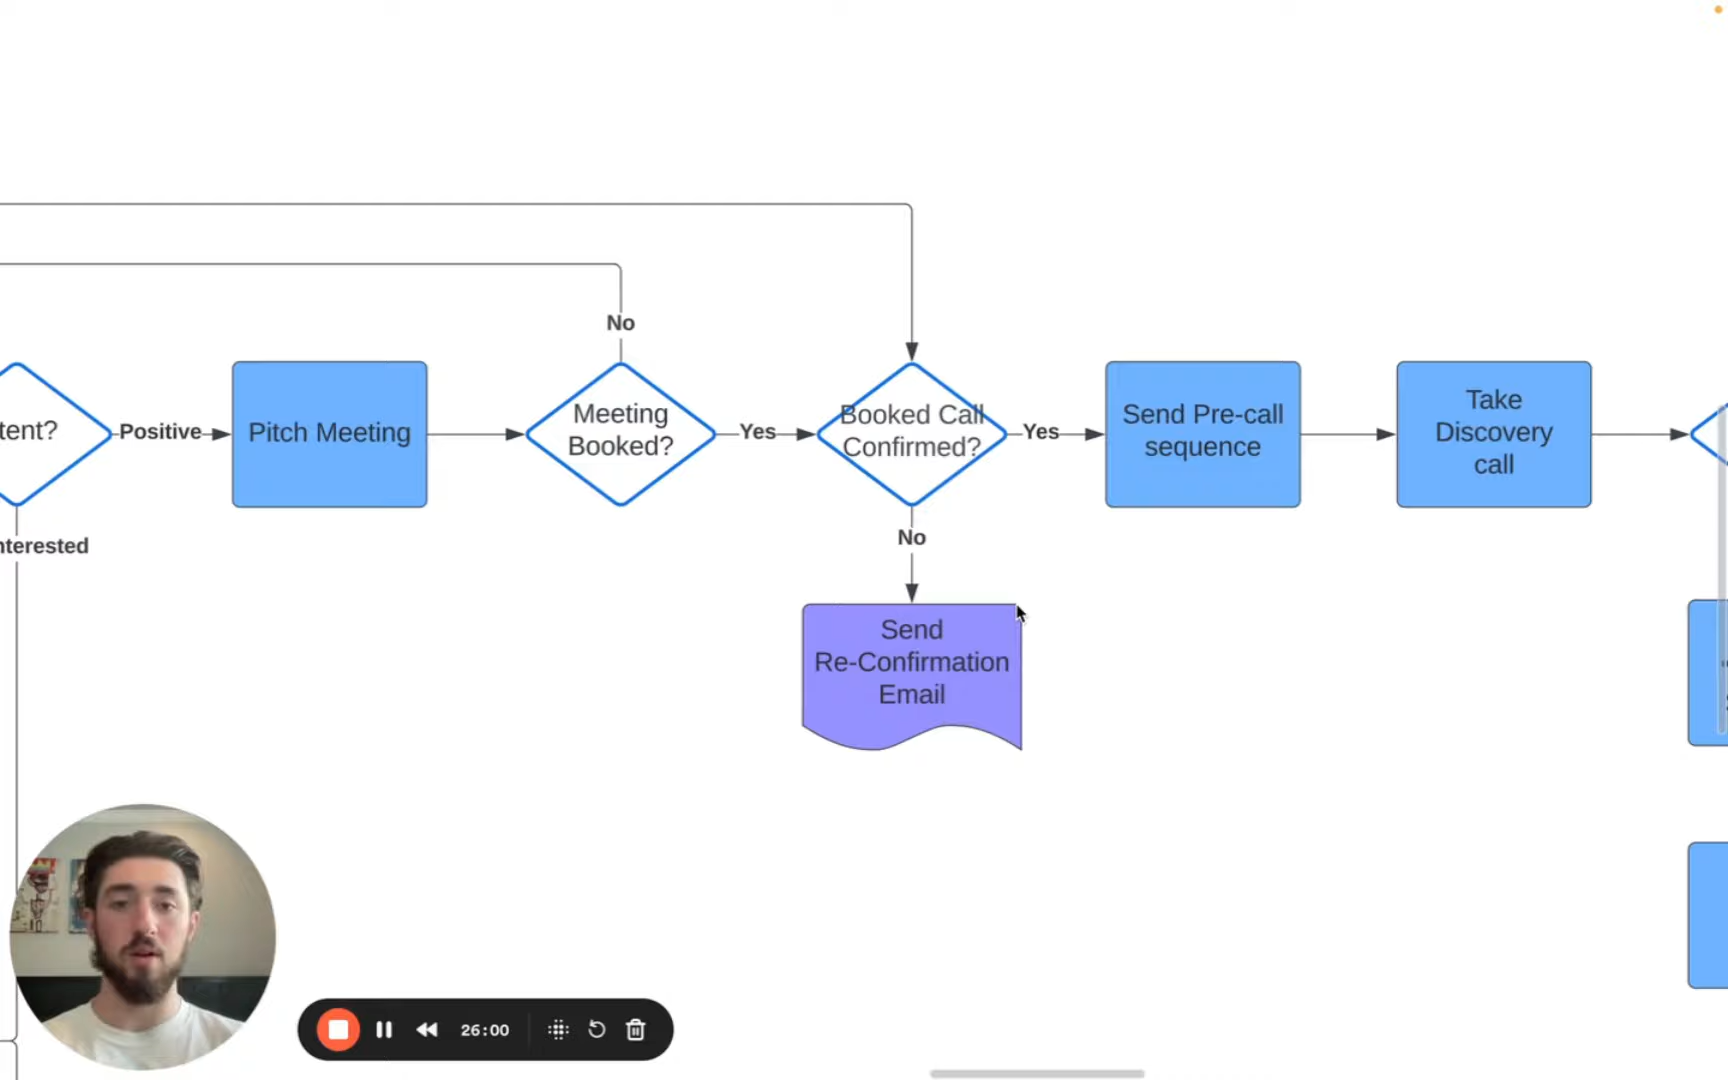 No
tent?
Positive
Pitch Meeting
Meeting
Booked?
Yes
Booked Call
Confirmed?
Yes
Send Pre-call
sequence
Take
Discovery
call
nterested
No
Send
Re-Confirmation
Email
26:00